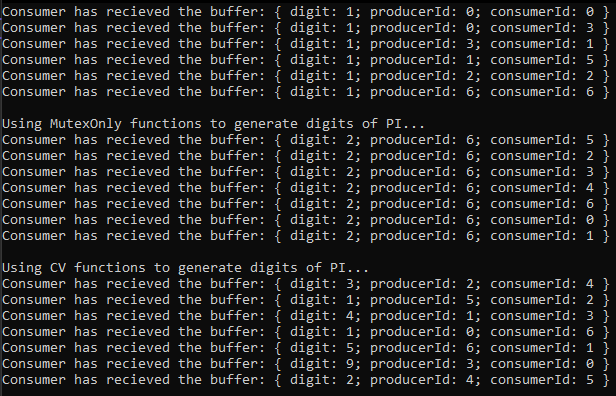 Consumer has recieved the buffer: { digit: 1; producerId: 0; consumerId: 0 }
Consumer has recieved the buffer: { digit: 1; producerId: 0; consumerId: 3 }
Consumer has recieved the buffer: { digit: 1; producerId: 3; consumerId: 1 }
Consumer has recieved the buffer: { digit: 1; producerId: 1; consumerId: 5 }
Consumer has recieved the buffer: { digit: 1; producerId: 2; consumerId: 2 }
Consumer has recieved the buffer: { digit: 1; producerId: 6; consumerId: 6 }

Using MutexOnly functions to generate digits of PI...
Consumer has recieved the buffer: { digit: 2; producerId: 6; consumerId: 5 }
Consumer has recieved the buffer: { digit: 2; producerId: 6; consumerId: 2 }
Consumer has recieved the buffer: { digit: 2; producerId: 6; consumerId: 3 }
Consumer has recieved the buffer: { digit: 2; producerId: 6; consumerId: 4 }
Consumer has recieved the buffer: { digit: 2; producerId: 6; consumerId: 6 }
Consumer has recieved the buffer: { digit: 2; producerId: 6; consumerId: 0 }
Consumer has recieved the buffer: { digit: 2; producerId: 6; consumerId: 1 }

Using CV functions to generate digits of PI...
Consumer has recieved the buffer: { digit: 3; producerId: 2; consumerId: 4 }
Consumer has recieved the buffer: { digit: 1; producerId: 5; consumerId: 2 }
Consumer has recieved the buffer: { digit: 4; producerId: 1; consumerId: 3 }
Consumer has recieved the buffer: { digit: 1; producerId: 0; consumerId: 6 }
Consumer has recieved the buffer: { digit: 5; producerId: 6; consumerId: 1 }
Consumer has recieved the buffer: { digit: 9; producerId: 3; consumerId: 0 }
Consumer has recieved the buffer: { digit: 2; producerId: 4; consumerId: 5 }